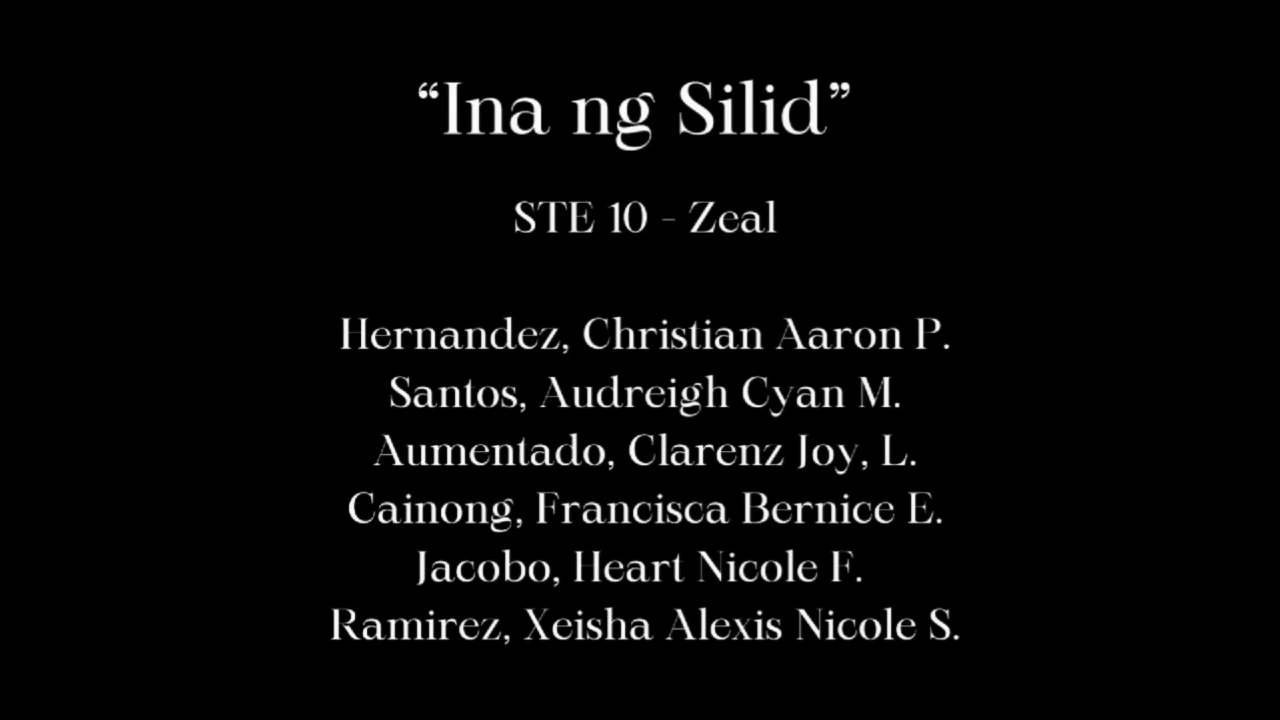 “Ina ng Silid”
STE 10 - Zeal
Hernandez, Christian Aaron P.
Santos, Audreigh Cyan M.
Aumentado, Clarenz Joy, L.
Cainong, Francisca Bernice E.
Jacobo, Heart Nicole F.
Ramirez, Xeisha Alexis Nicole S.